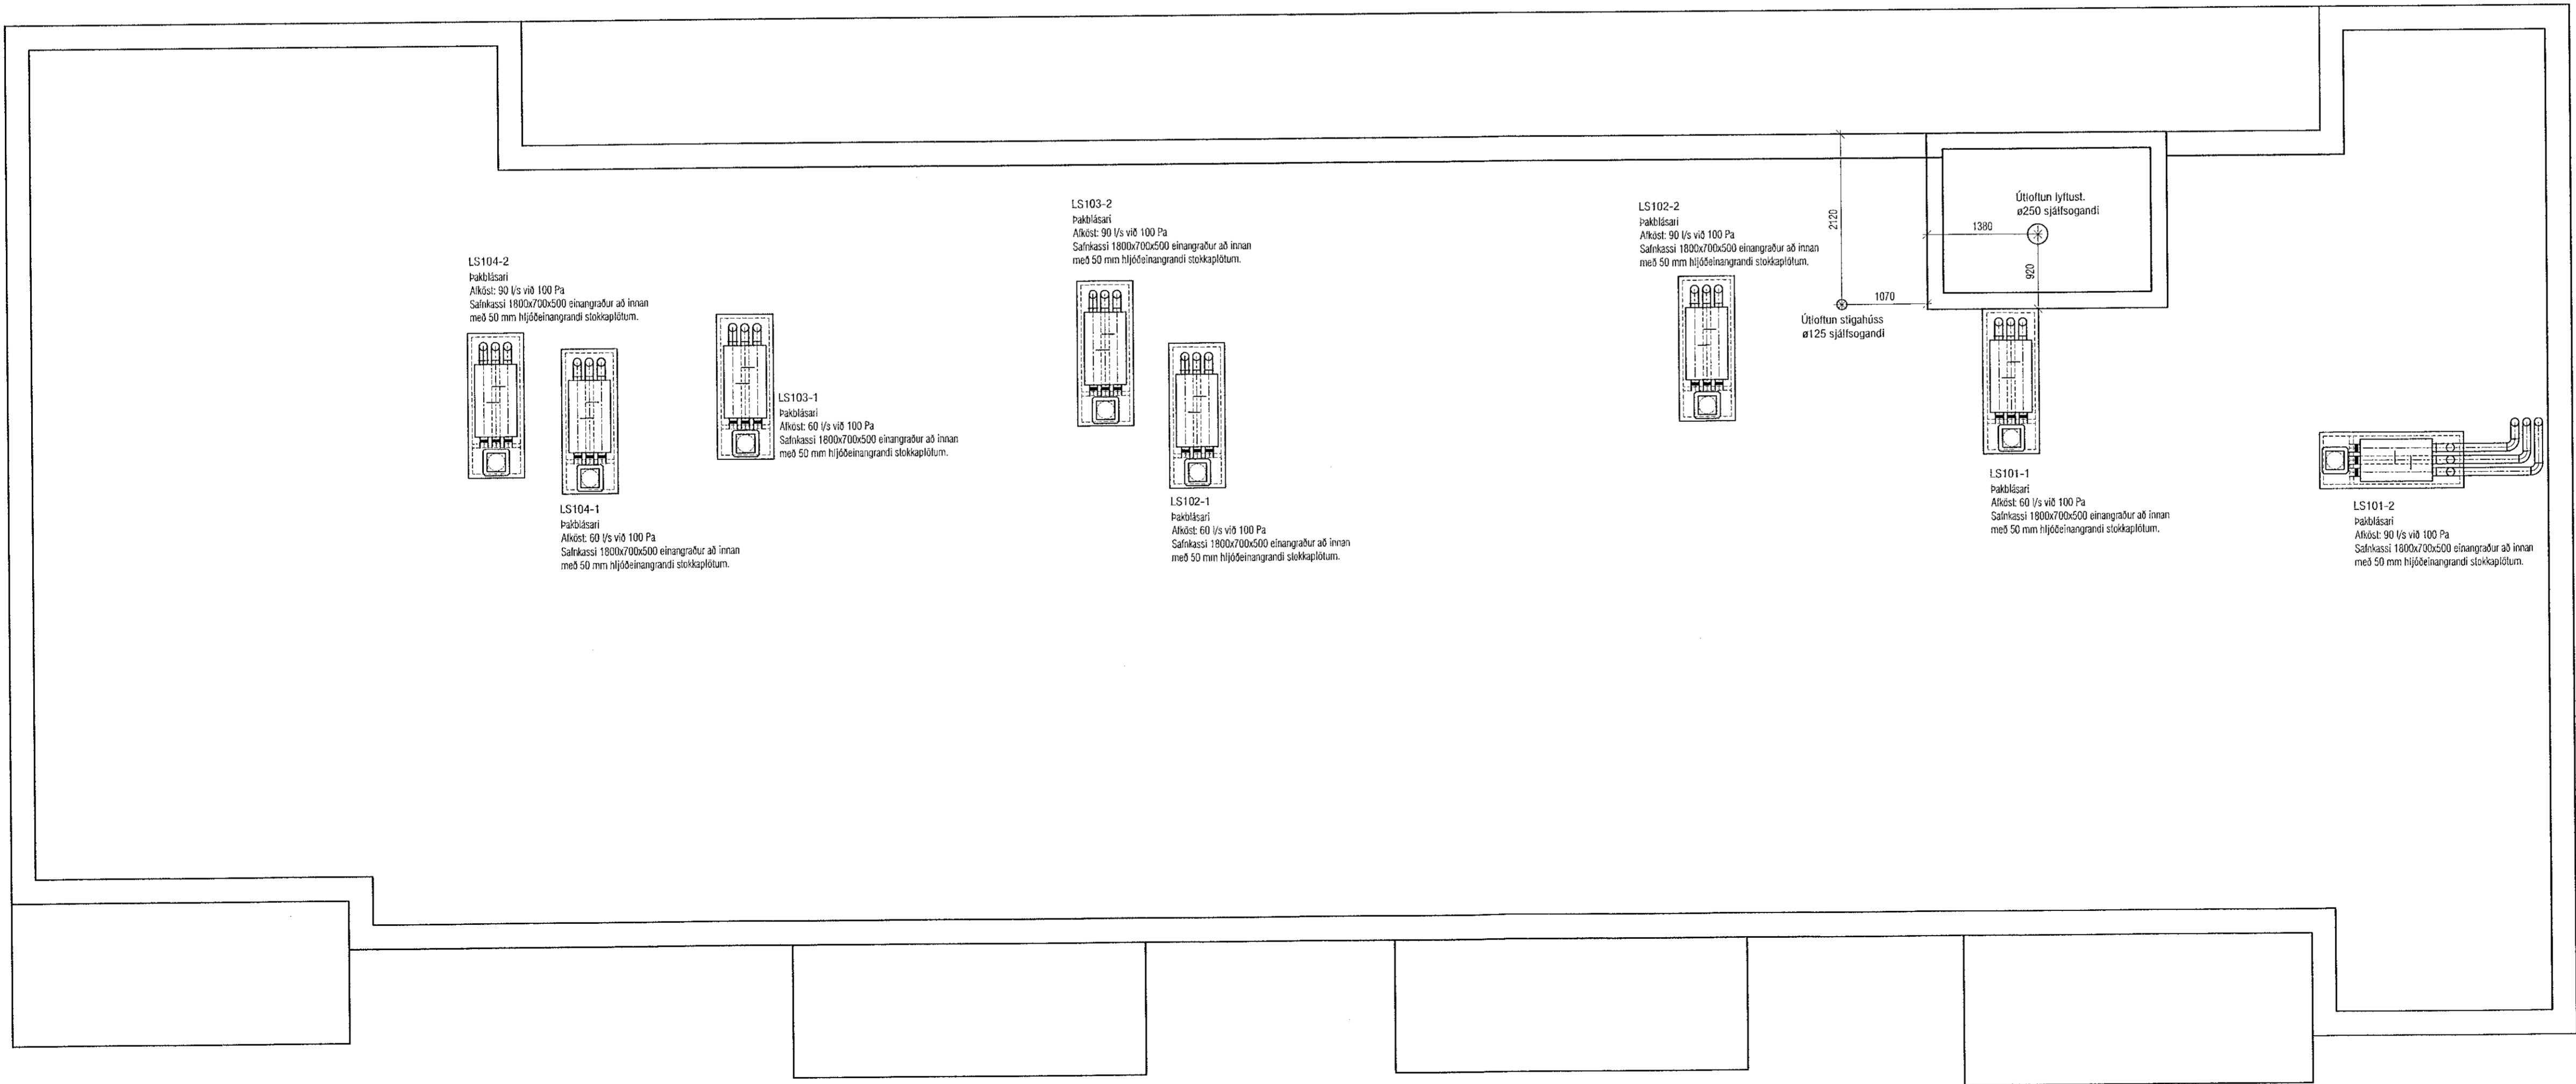 LS104-2
Þakblásari
Afköst: 90 l/s við 100 Pa
Safnkassi 1800x700x500 einangraður að innan
með 50 mm hljóðeinangrandi stokkaplötum.
LS104-1
Þakblásari
Afköst: 60 l/s við 100 Pa
Safnkassi 1800x700x500 einangraður að innan
með 50 mm hljóðeinangrandi stokkaplötum.
LS103-1
Þakblásari
Afköst: 60 l/s við 100 Pa
Safnkassi 1800x700x500 einangraður að innan
með 50 mm hljóðeinangrandi stokkaplötum.
LS103-2
Þakblásari
Afköst: 90 l/s við 100 Pa
Safnkassi 1800x700x500 einangraður að innan
með 50 mm hljóðeinangrandi stokkaplötum.
LS102-1
Þakblásari
Afköst: 60 l/s við 100 Pa
Safnkassi 1800x700x500 einangraður að innan
með 50 mm hljóðeinangrandi stokkaplötum.
LS102-2
Þakblásari
Afköst: 90 l/s við 100 Pa
Safnkassi 1800x700x500 einangraður að innan
með 50 mm hljóðeinangrandi stokkaplötum.
2120
1070
Útloftun stigahúss
ø125 sjálfsogandi
Útloftun lyftust.
ø250 sjálfsogandi
1380
920
LS101-1
Þakblásari
Afköst: 60 l/s við 100 Pa
Safnkassi 1800x700x500 einangraður að innan
með 50 mm hljóðeinangrandi stokkaplötum.
LS101-2
Þakblásari
Afköst: 90 l/s við 100 Pa
Safnkassi 1800x700x500 einangraður að innan
með 50 mm hljóðeinangrandi stokkaplötum.